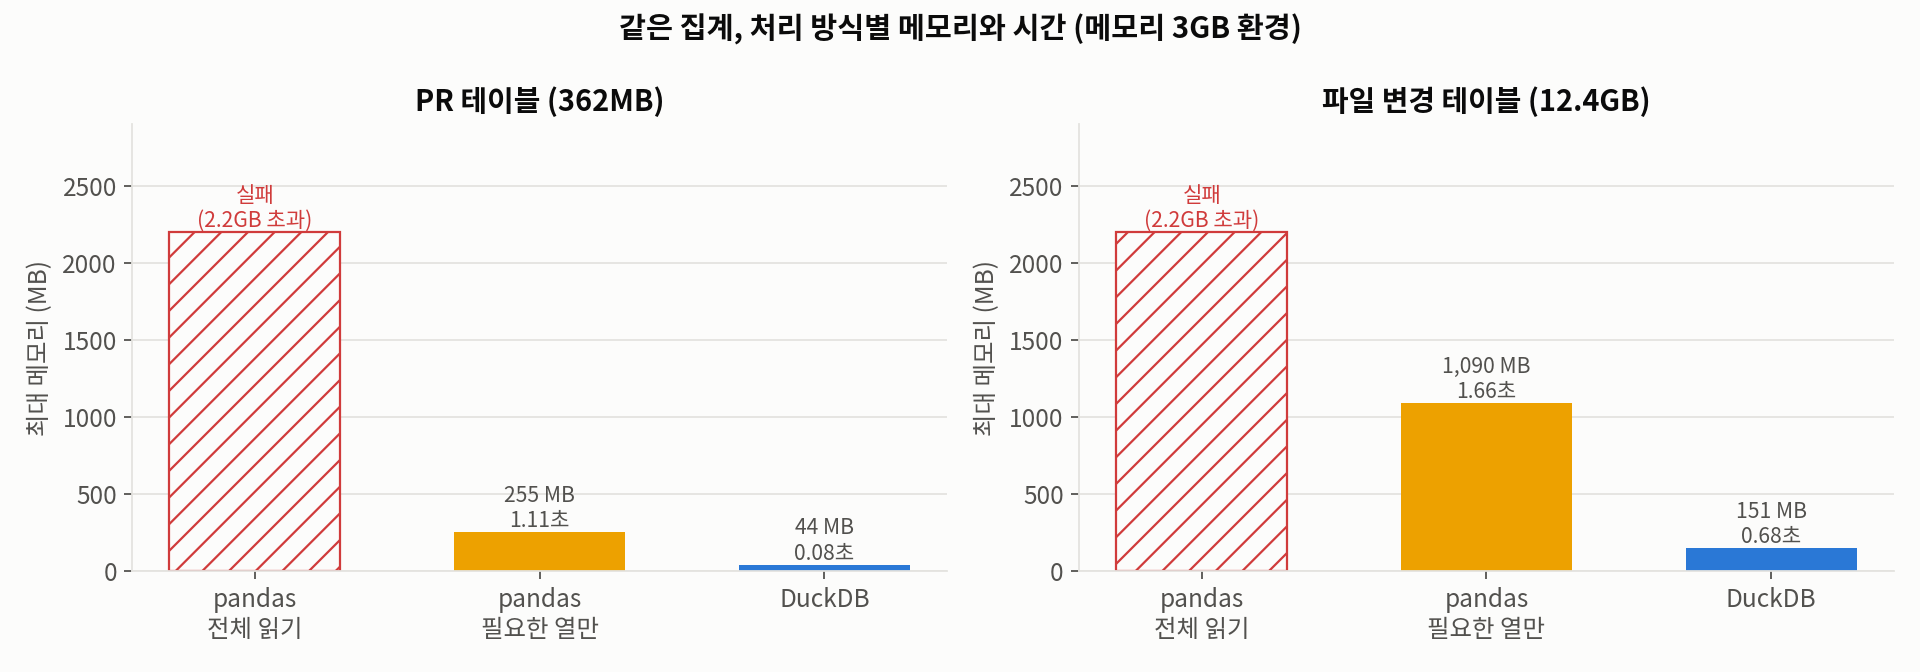 같은 집계, 처리 방식별 메모리와 시간 (메모리 3GB 환경)
PR 테이블 (362MB)
최대 메모리 (MB)
2500
2000
1500
1000
500
0
실패
(2.2GB 초과)
255 MB
1.11초
44 MB
0.08초
pandas
전체 읽기
pandas
필요한 열만
DuckDB
파일 변경 테이블 (12.4GB)
최대 메모리 (MB)
2500
2000
1500
1000
500
0
실패
(2.2GB 초과)
1,090 MB
1.66초
151 MB
0.68초
pandas
전체 읽기
pandas
필요한 열만
DuckDB